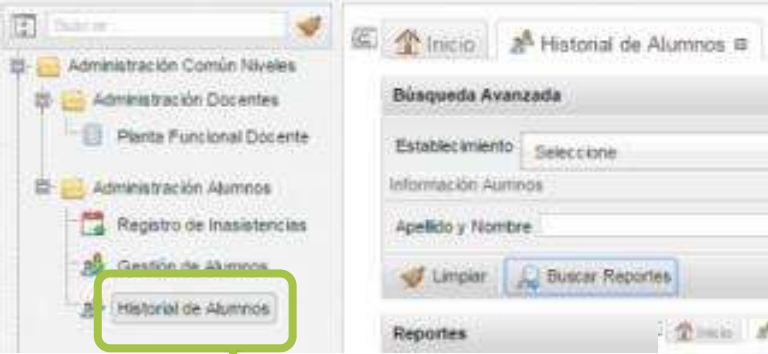 Buscar...
Administración Común Niveles
Administración Docentes
Planta Funcional Docente
Administración Alumnos
Registro de Inasistencias
Gestión de Alumnos
Historial de Alumnos
Inicio
Historial de Alumnos
Búsqueda Avanzada
Establecimiento
Seleccione
Información Aumnos
Apellido y Nombre
Limpiar
Buscar Reportes
Reportes
Inicio